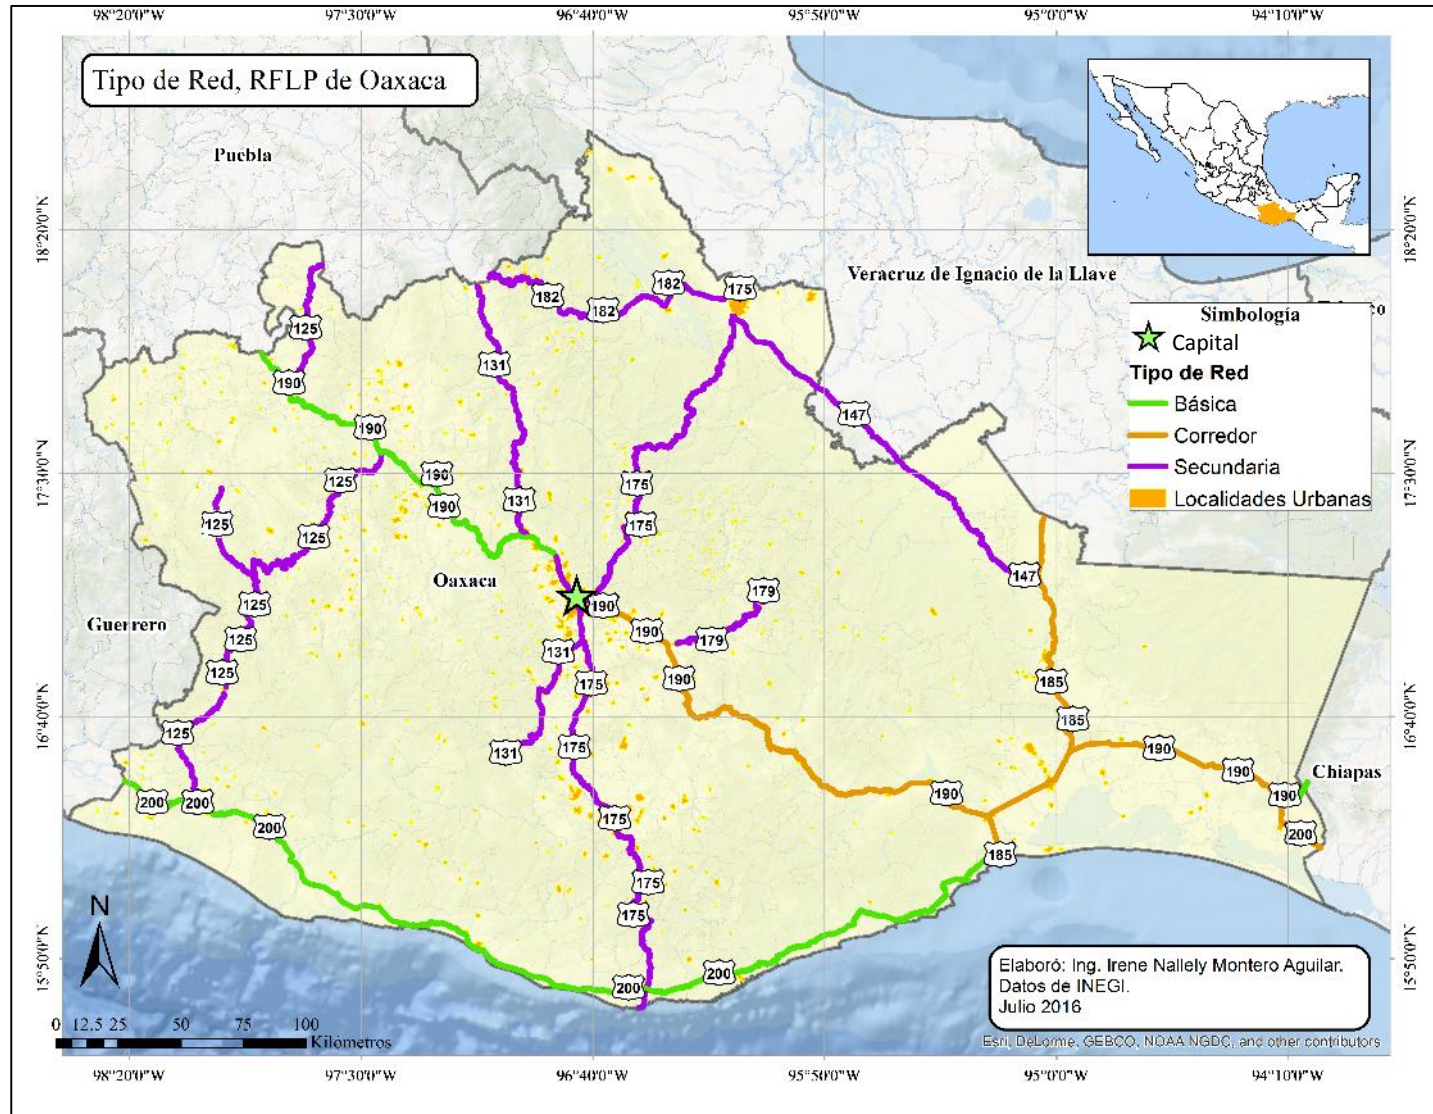 98°20'0"W 97°30'0"W 96°40'0"W 95°50'0"W 95°0'0"W 94°10'0"W
Tipo de Red, RFLP de Oaxaca
Puebla
18°20'0"N
18°20'0"N
Veracruz de Ignacio de la Llave
182
175
182
182
125
Simbología
Capital
Tipo de Red
Básica
Corredor
Secundaria
Localidades Urbanas
131
190
147
190
17°30'0"N
17°30'0"N
190
125
175
190
131
125
175
125
Oaxaca
147
179
125
190
Guerrero
190
125
179
131
125
190
175
185
16°40'0"N
16°40'0"N
185
125
175
131
190
190
Chiapas
190
190
200
200
175
200
200
185
175
175
N
15°50'0"N
15°50'0"N
200
200
Elaboró: Ing. Irene Nallely Montero Aguilar.
Datos de INEGI.
Julio 2016
0 12.5 25 50 75 100
Kilómetros
Esri, DeLorme, GEBCO, NOAA NGDC, and other contributors
98°20'0"W 97°30'0"W 96°40'0"W 95°50'0"W 95°0'0"W 94°10'0"W